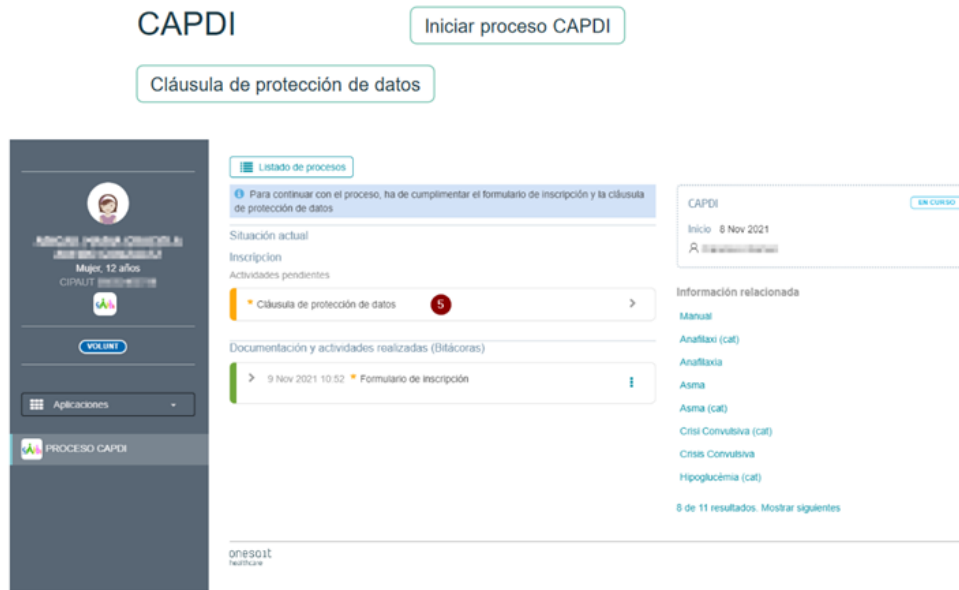 CAPDI
Iniciar proceso CAPDI
Cláusula de protección de datos
Mujer, 12 años
CIPAUT
VOLUNT
Aplicaciones
PROCESO CAPDI
Listado de procesos
Para continuar con el proceso, ha de cumplimentar el formulario de inscripción y la cláusula
de protección de datos
Situación actual
Inscripcion
Actividades pendientes
* Cláusula de protección de datos 5
Documentación y actividades realizadas (Bitácoras)
9 Nov 2021 10:52 * Formulario de inscripción
onesait
healthcare
CAPDI EN CURSO
Inicio 8 Nov 2021
Información relacionada
Manual
Anafilaxi (cat)
Anafilaxia
Asma
Asma (cat)
Crisi Convulsiva (cat)
Crisis Convulsiva
Hipoglucémia (cat)
8 de 11 resultados. Mostrar siguientes